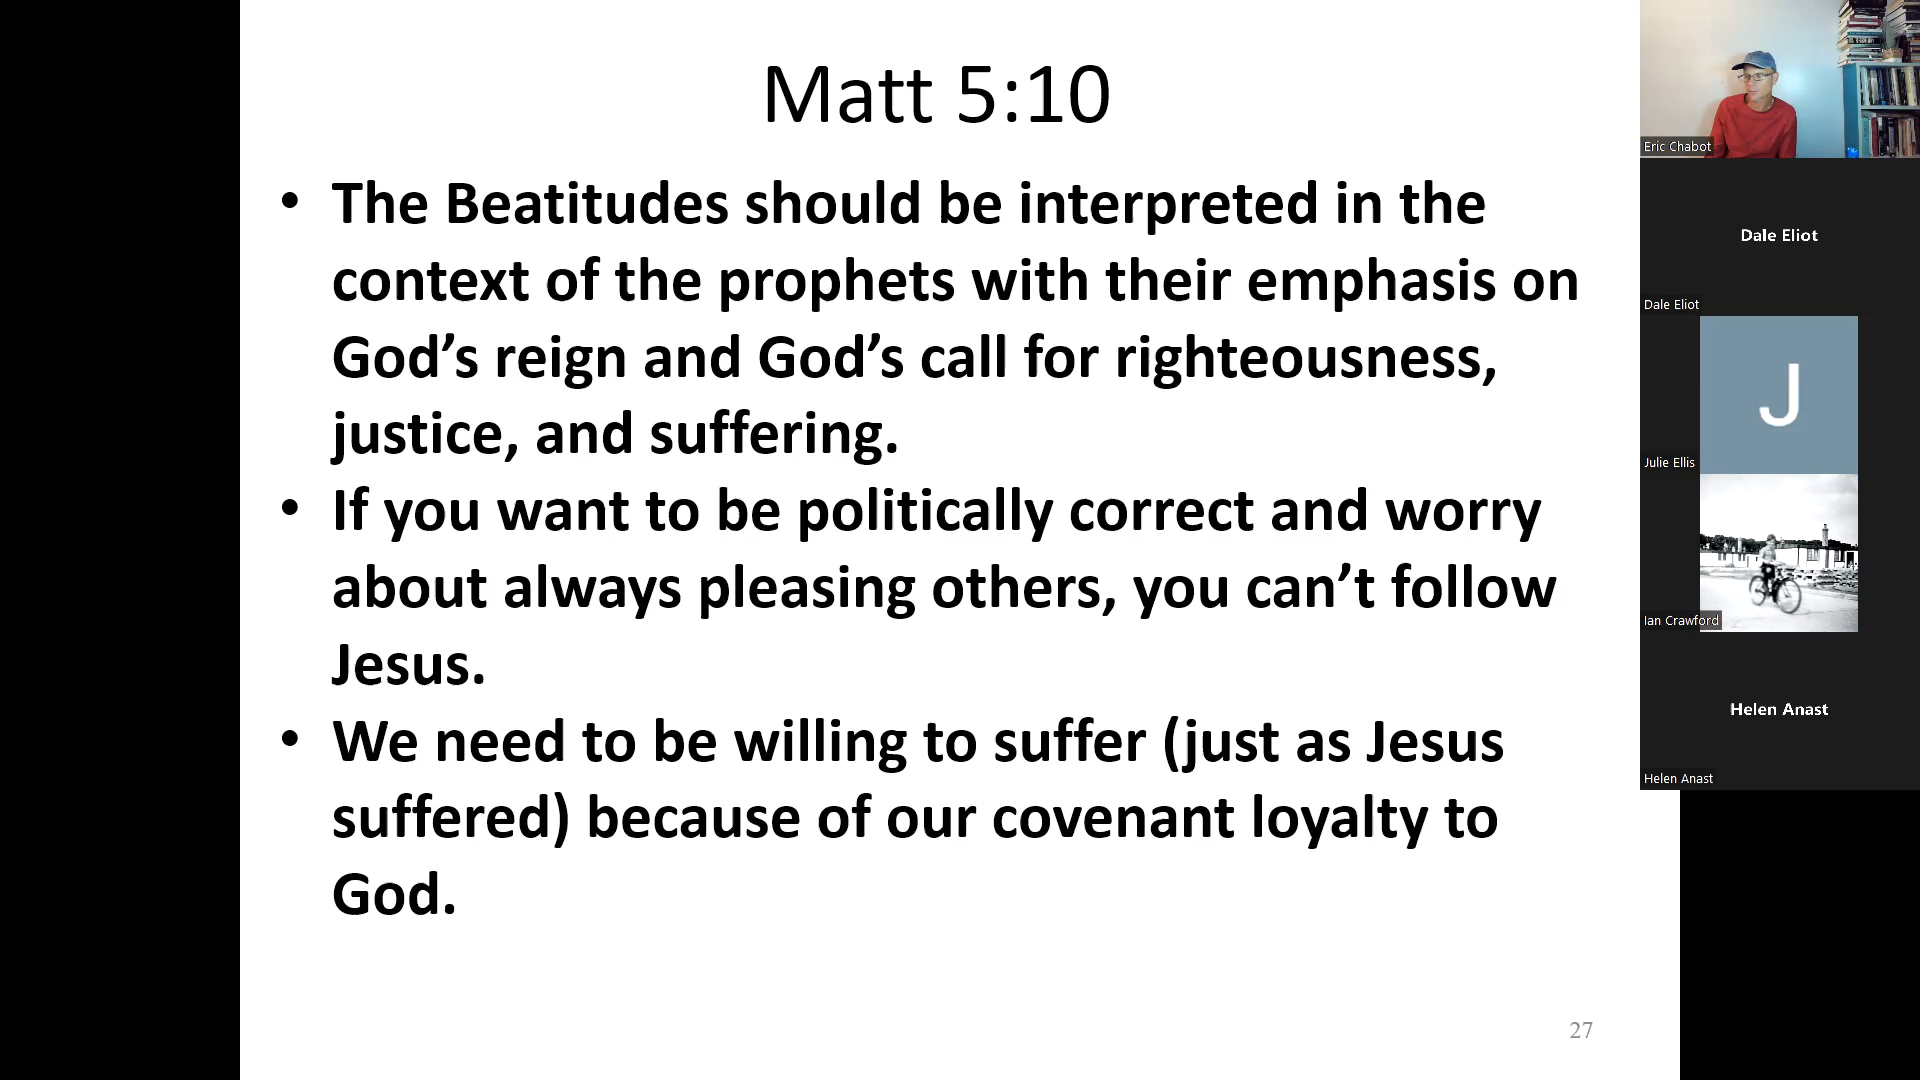 Matt 5:10
• The Beatitudes should be interpreted in the
context of the prophets with their emphasis on
God’s reign and God’s call for righteousness,
justice, and suffering.
• If you want to be politically correct and worry
about always pleasing others, you can’t follow
Jesus.
• We need to be willing to suffer (just as Jesus
suffered) because of our covenant loyalty to
God.
27
Eric Chabot
Dale Eliot
Dale Eliot
J
Julie Ellis
Ian Crawford
Helen Anast
Helen Anast